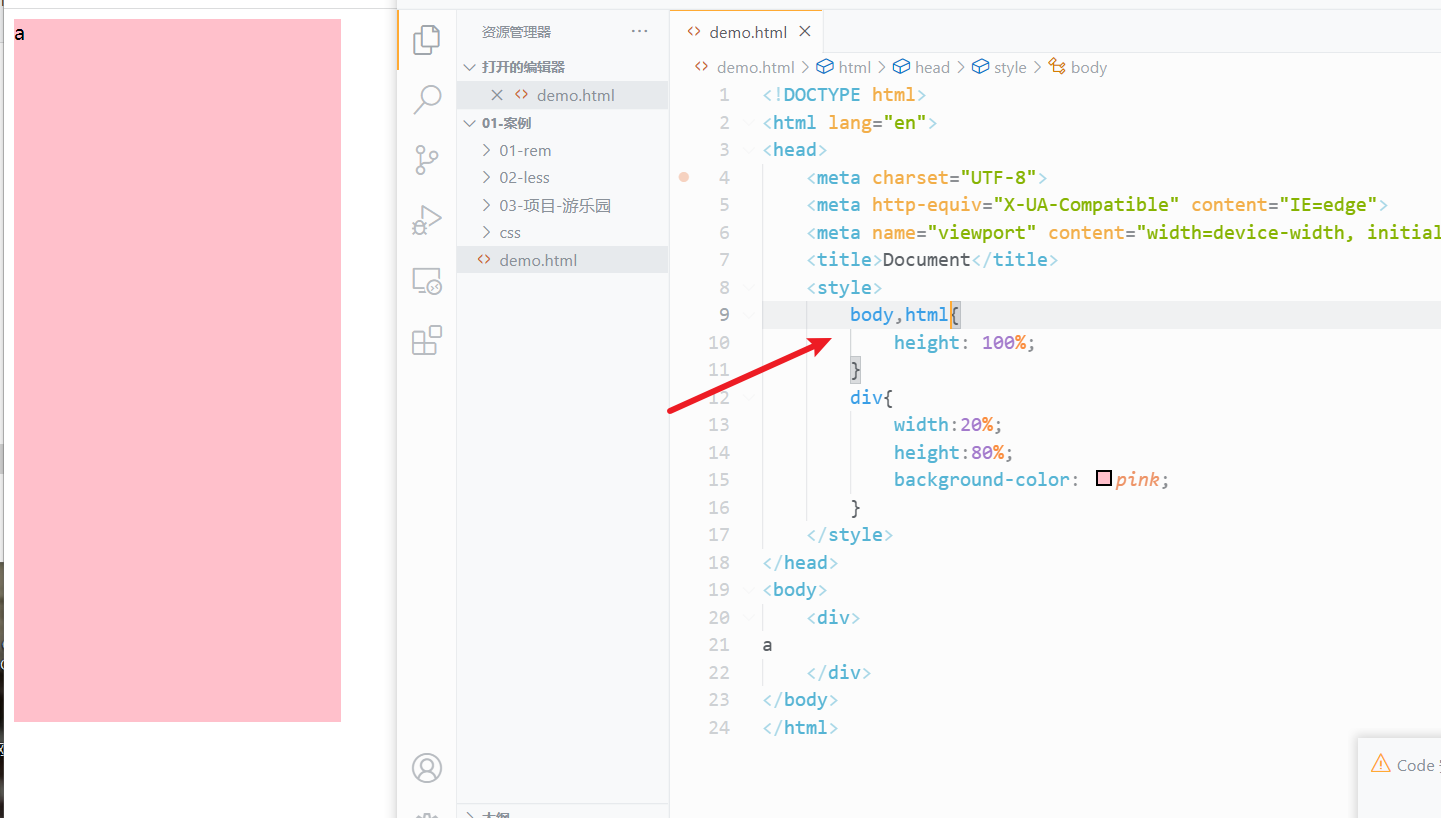 a
资源管理器 ···
打开的编辑器
demo.html
01-案例
01-rem
02-less
03-项目-游乐园
css
demo.html
demo.html
demo.html > html > head > style > body
1 <!DOCTYPE html>
2 <html lang="en">
3 <head>
4 <meta charset="UTF-8">
5 <meta http-equiv="X-UA-Compatible" content="IE=edge">
6 <meta name="viewport" content="width=device-width, initial
7 <title>Document</title>
8 <style>
9 body,html{
10 height: 100%;
11 }
12 div{
13 width:20%;
14 height:80%;
15 background-color: pink;
16 }
17 </style>
18 </head>
19 <body>
20 <div>
21 a
22 </div>
23 </body>
24 </html>
Code